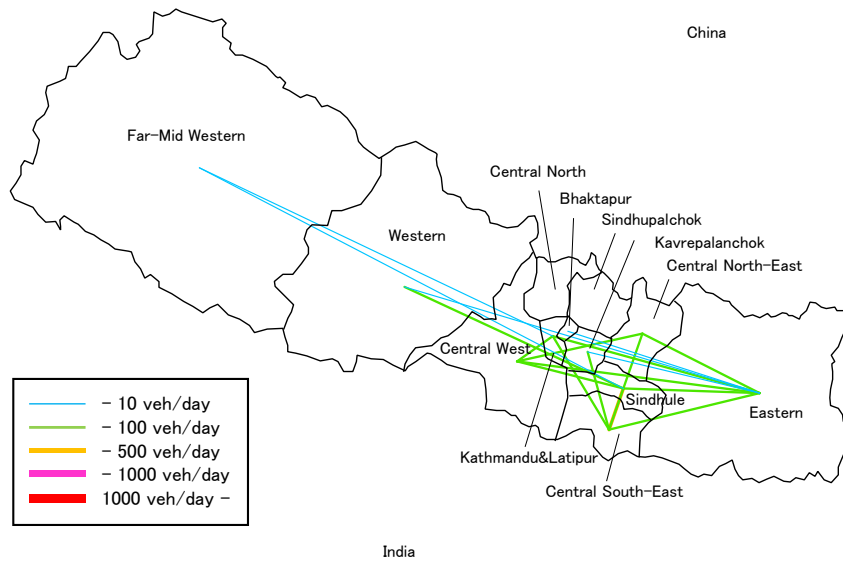 China
Far-Mid Western
Central North
Bhaktapur
Sindhupalchok
Western
Kavrepalanchok
Central North-East
Central West
Sindhule
Eastern
Kathmandu&Latipur
Central South-East
- 10 veh/day
- 100 veh/day
- 500 veh/day
- 1000 veh/day
1000 veh/day -
India